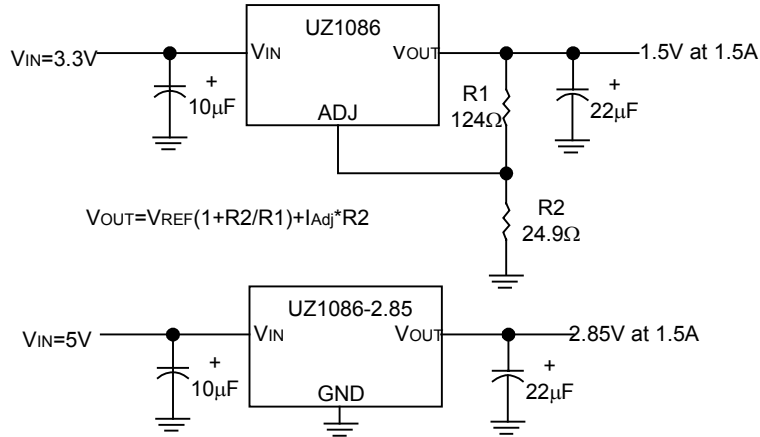 UZ1086
VIN=3.3V
VIN
VOUT
1.5V at 1.5A
+
10µF
ADJ
R1
124Ω
+
22µF
VOUT=VREF(1+R2/R1)+IAdj*R2
R2
24.9Ω
UZ1086-2.85
VIN=5V
VIN
VOUT
2.85V at 1.5A
+
10µF
GND
+
22µF